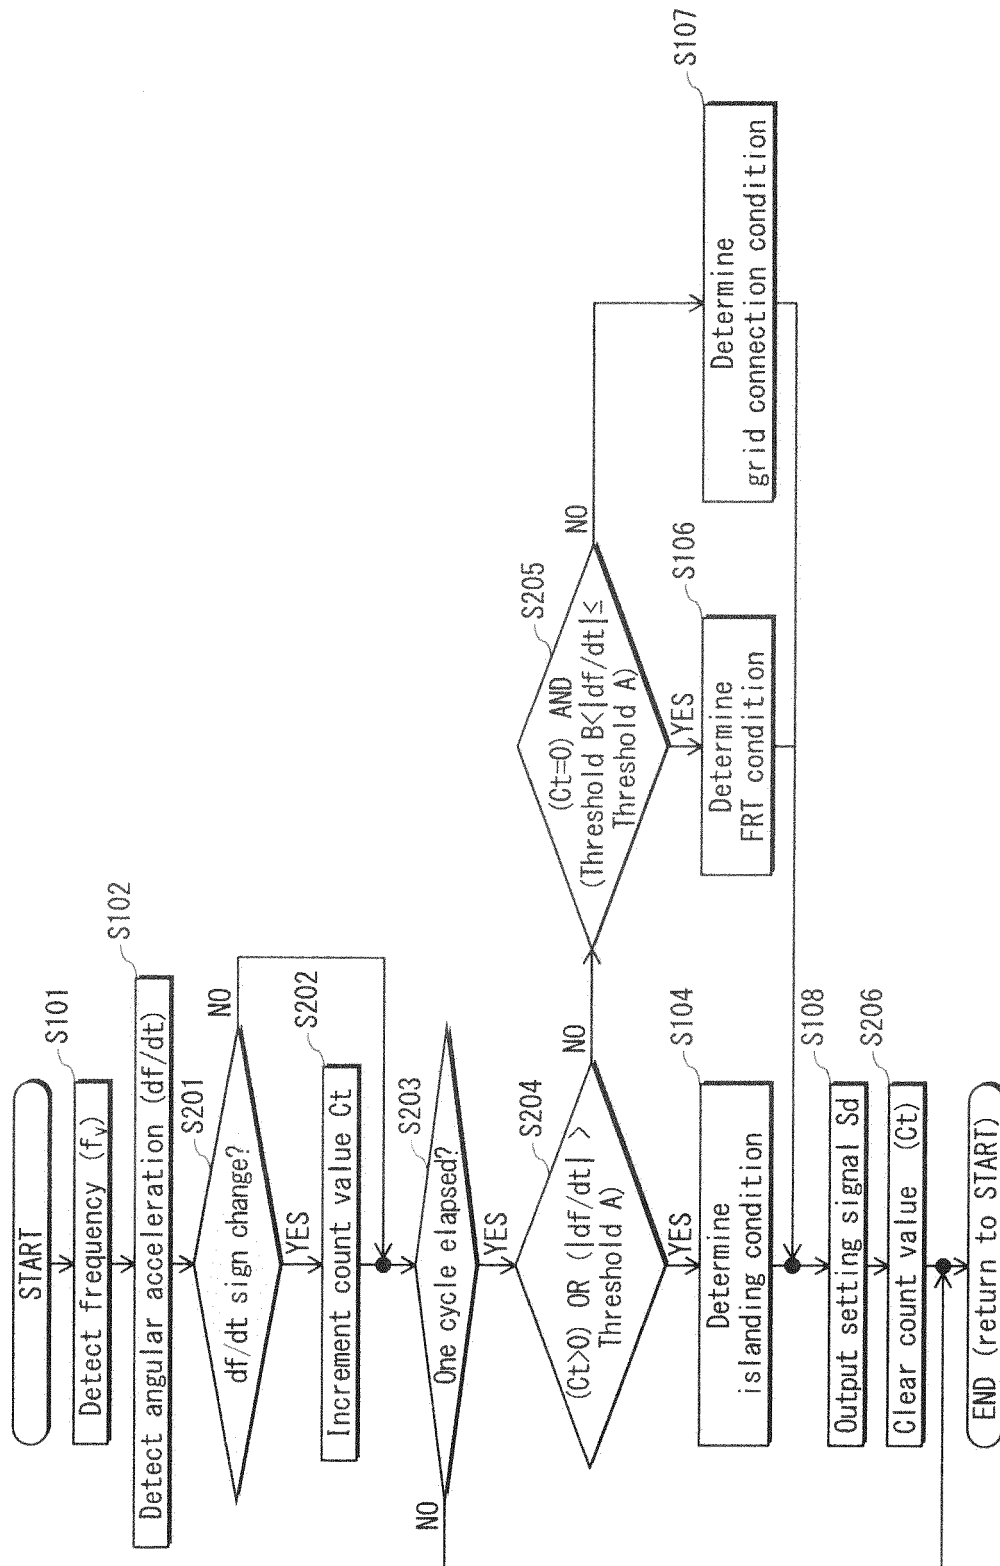 START
S101
Detect frequency (fv)
S102
Detect angular acceleration (df/dt)
S201
df/dt sign change?
NO
YES
S202
Increment count value Ct
S203
One cycle elapsed?
NO
YES
S204
(Ct>0) OR (|df/dt| >
Threshold A)
NO
YES
S205
(Ct=0) AND
(Threshold B<|df/dt|≤
Threshold A)
NO
YES
S104
Determine
islanding condition
S106
Determine
FRT condition
S107
Determine
grid connection condition
S108
Output setting signal Sd
S206
Clear count value (Ct)
END (return to START)